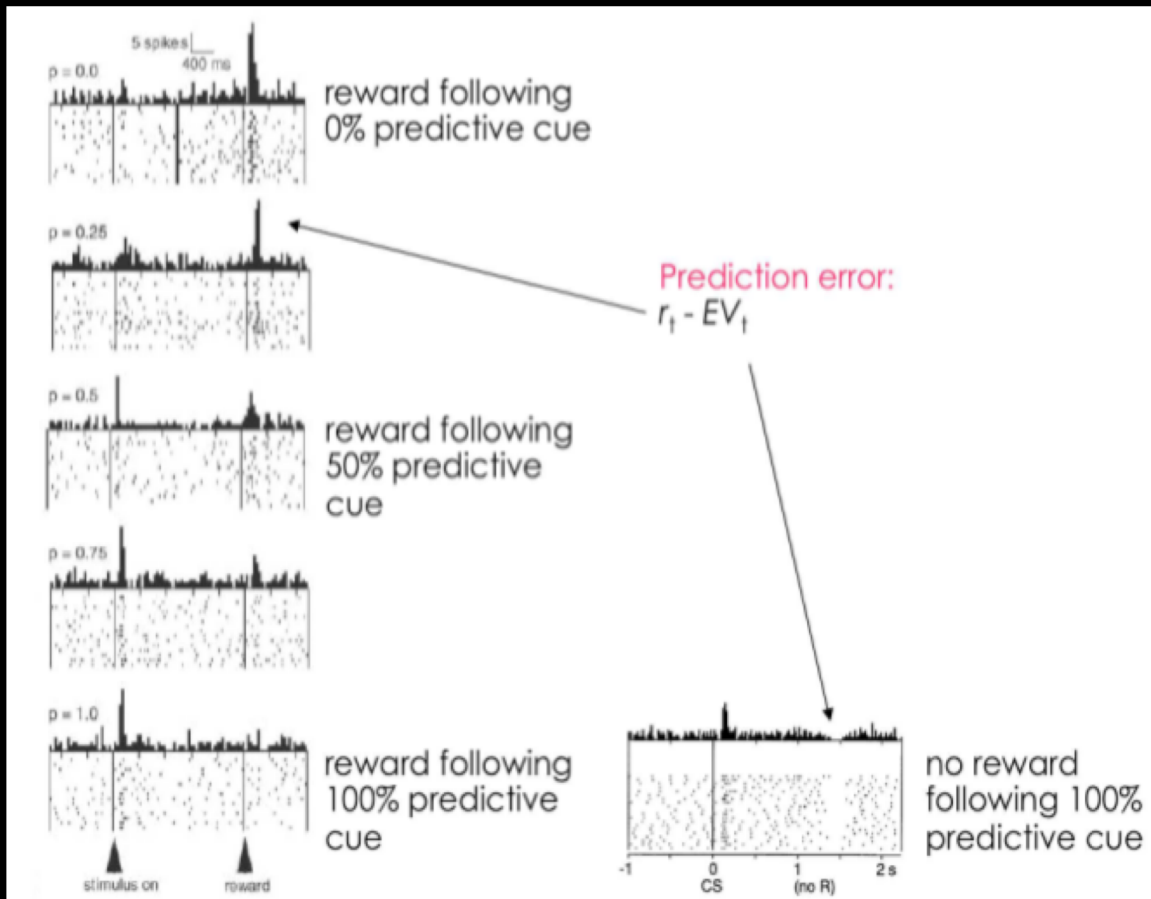 5 spikes
400 ms
p = 0.0
reward following
0% predictive cue
p = 0.25
Prediction error:
r_t - EV_t
p = 0.5
reward following
50% predictive
cue
p = 0.75
p = 1.0
reward following
100% predictive
cue
stimulus on
reward
no reward
following 100%
predictive cue
-1 0 1 2 s
CS (no R)